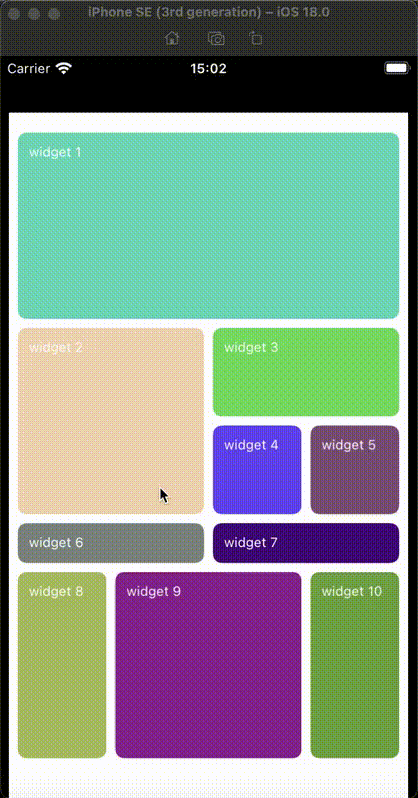 iPhone SE (3rd generation) – iOS 18.0
Carrier 15:02
widget 1
widget 2 widget 3
widget 4 widget 5
widget 6 widget 7
widget 8 widget 9 widget 10